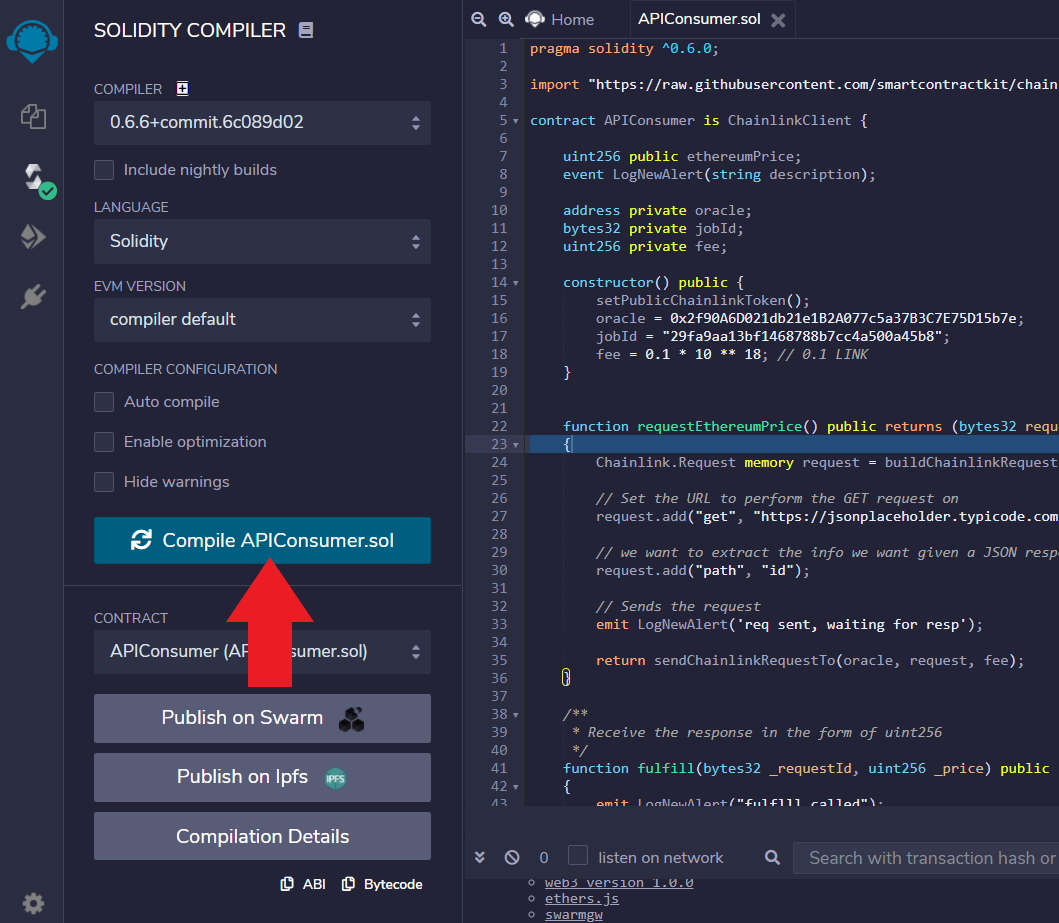 SOLIDITY COMPILER
COMPILER
0.6.6+commit.6c089d02
Include nightly builds
LANGUAGE
Solidity
EVM VERSION
compiler default
COMPILER CONFIGURATION
Auto compile
Enable optimization
Hide warnings
Compile APIConsumer.sol
CONTRACT
APIConsumer (AP sumer.sol)
Publish on Swarm
Publish on Ipfs IPFS
Compilation Details
ABI Bytecode
Home APIConsumer.sol
1 pragma solidity ^0.6.0;
2
3 import "https://raw.githubusercontent.com/smartcontractkit/chain
4
5 contract APIConsumer is ChainlinkClient {
6
7 uint256 public ethereumPrice;
8 event LogNewAlert(string description);
9
10 address private oracle;
11 bytes32 private jobId;
12 uint256 private fee;
13
14 constructor() public {
15 setPublicChainlinkToken();
16 oracle = 0x2f90A6D021db21e1B2A077c5a37B3C7E75D15b7e;
17 jobId = "29fa9aa13bf1468788b7cc4a500a45b8";
18 fee = 0.1 * 10 ** 18; // 0.1 LINK
19 }
20
21
22 function requestEthereumPrice() public returns (bytes32 requ
23 {
24 Chainlink.Request memory request = buildChainlinkRequest
25
26 // Set the URL to perform the GET request on
27 request.add("get", "https://jsonplaceholder.typicode.com
28
29 // we want to extract the info we want given a JSON resp
30 request.add("path", "id");
31
32 // Sends the request
33 emit LogNewAlert('req sent, waiting for resp');
34
35 return sendChainlinkRequestTo(oracle, request, fee);
36 }
37
38 /**
39 * Receive the response in the form of uint256
40 */
41 function fulfill(bytes32 _requestId, uint256 _price) public
42 {
43 emit LogNewAlert("fulflll called");
0 listen on network Search with transaction hash or
web3 version 1.0.0
ethers.js
swarmgw